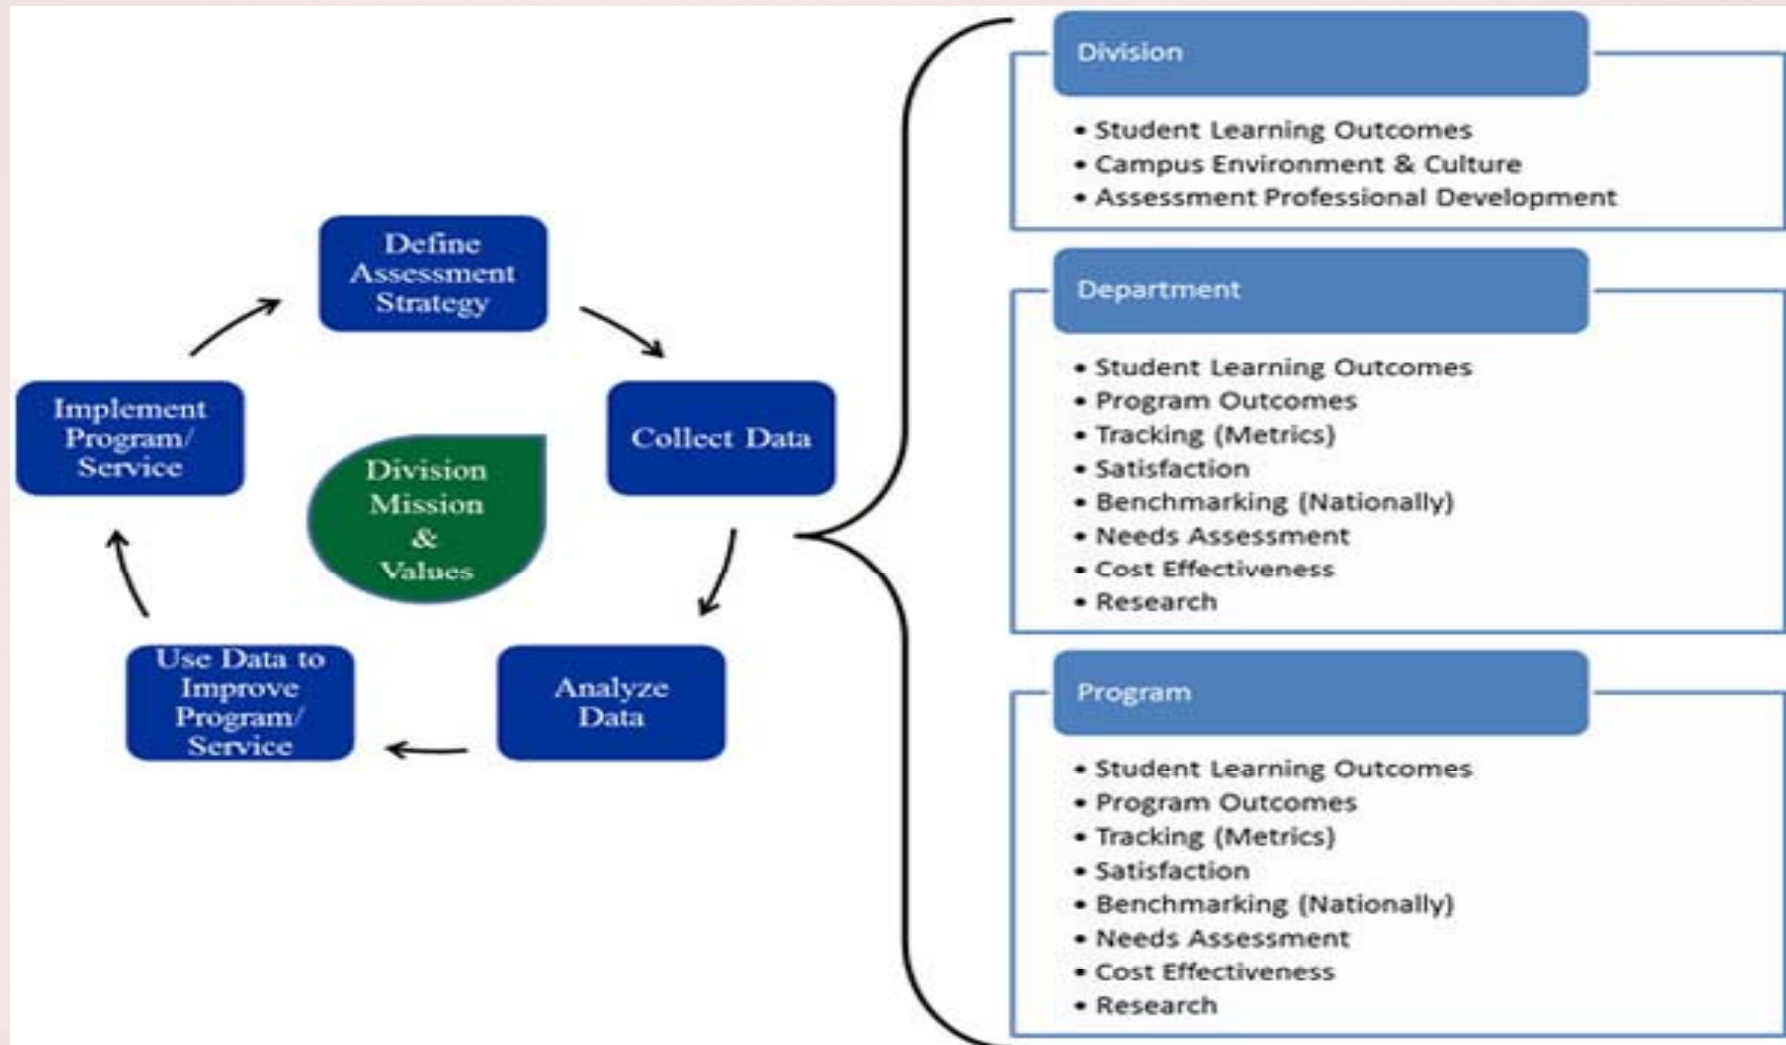 Define
Assessment
Strategy
Collect Data
Analyze
Data
Use Data to
Improve
Program/
Service
Implement
Program/
Service
Division
Mission
&
Values
Division
• Student Learning Outcomes
• Campus Environment & Culture
• Assessment Professional Development
Department
• Student Learning Outcomes
• Program Outcomes
• Tracking (Metrics)
• Satisfaction
• Benchmarking (Nationally)
• Needs Assessment
• Cost Effectiveness
• Research
Program
• Student Learning Outcomes
• Program Outcomes
• Tracking (Metrics)
• Satisfaction
• Benchmarking (Nationally)
• Needs Assessment
• Cost Effectiveness
• Research